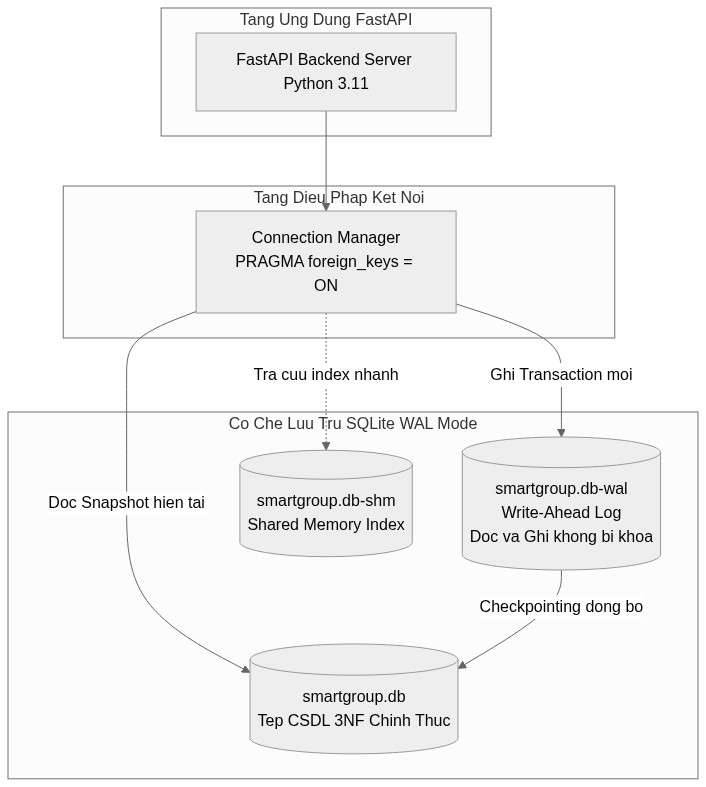 Tang Ung Dung FastAPI
FastAPI Backend Server
Python 3.11
Tang Dieu Phap Ket Noi
Connection Manager
PRAGMA foreign_keys =
ON
Tra cuu index nhanh
Ghi Transaction moi
Co Che Luu Tru SQLite WAL Mode
Doc Snapshot hien tai
smartgroup.db-shm
Shared Memory Index
smartgroup.db-wal
Write-Ahead Log
Doc va Ghi khong bi khoa
Checkpointing dong bo
smartgroup.db
Tep CSDL 3NF Chinh Thuc